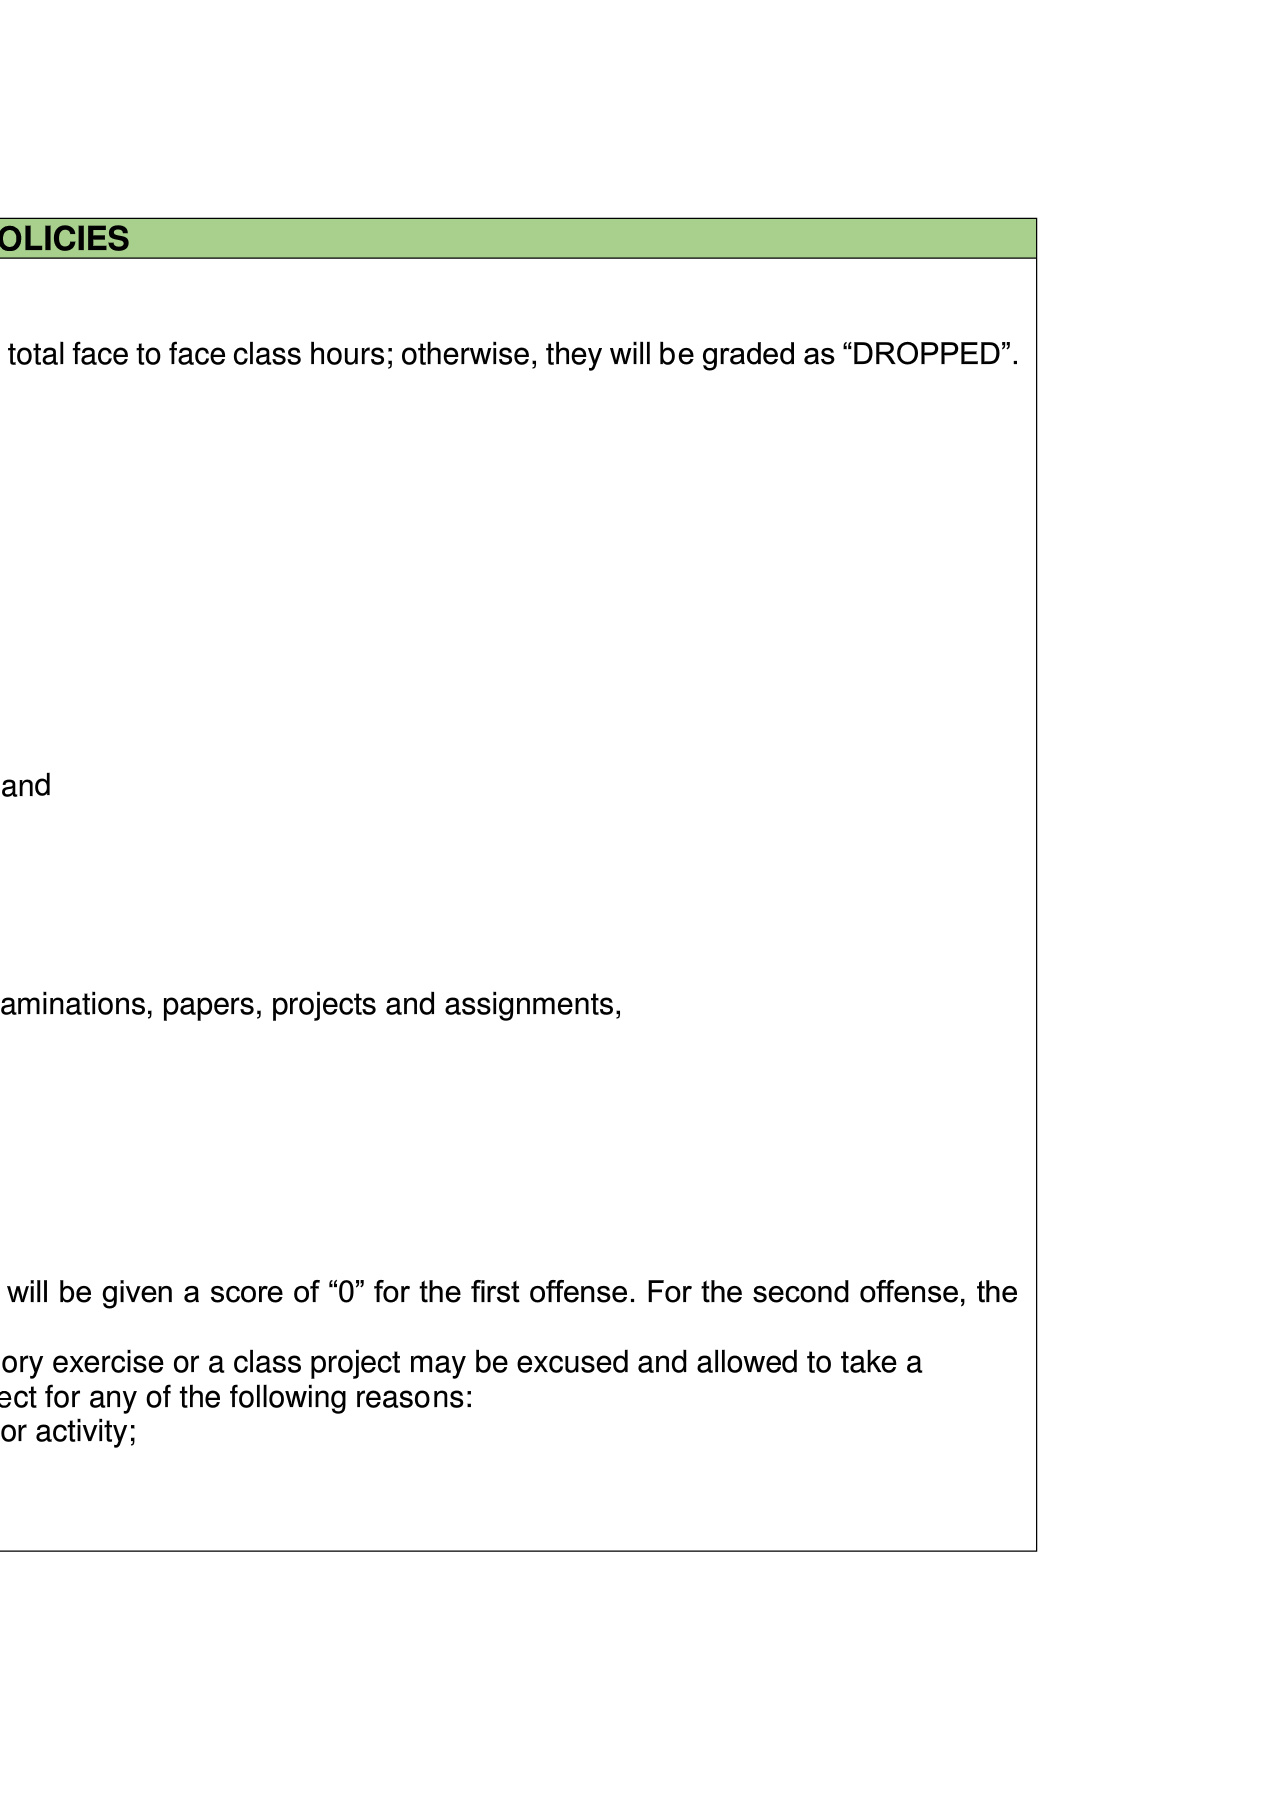 OLICIES
total face to face class hours; otherwise, they will be graded as “DROPPED”.
and
aminations, papers, projects and assignments,
will be given a score of “0” for the first offense. For the second offense, the
ory exercise or a class project may be excused and allowed to take a
ect for any of the following reasons:
or activity;